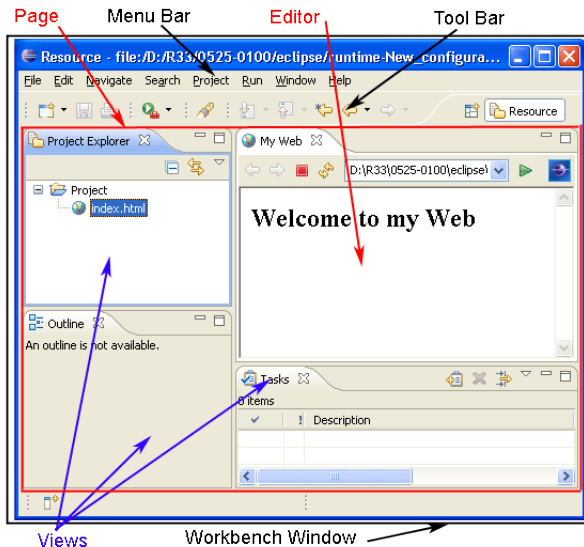 Page Menu Bar Editor Tool Bar
Resource - file:/D:/R33/0525-0100/eclipse/runtime-New_configura...
File Edit Navigate Search Project Run Window Help
Resource
Project Explorer
My Web
D:\R33\0525-0100\eclipse\
Project
index.html
Welcome to my Web
Outline
An outline is not available.
Tasks
0 items
! Description
Views Workbench Window